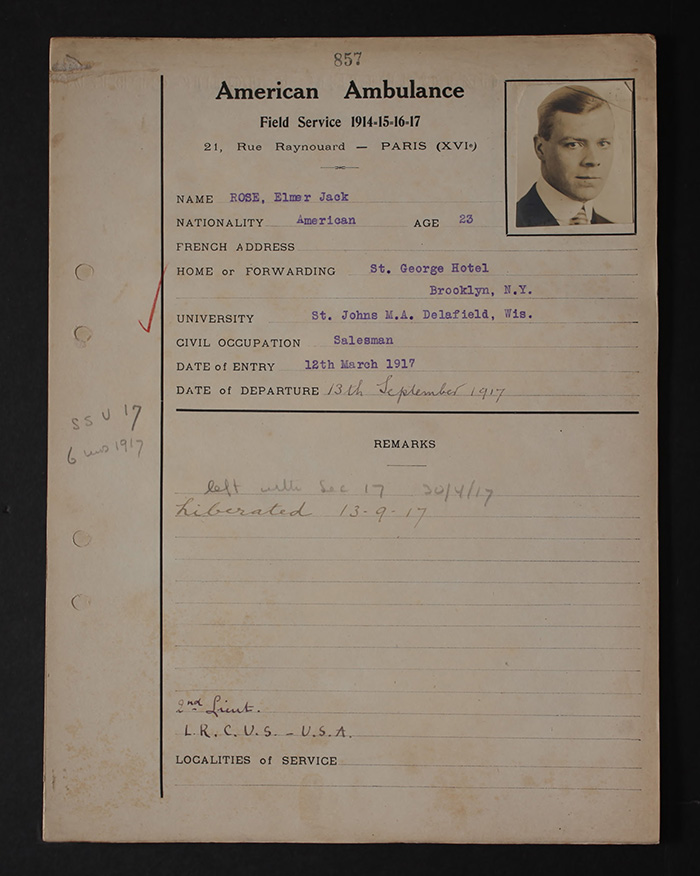 857
American Ambulance
Field Service 1914-15-16-17
21, Rue Raynouard — PARIS (XVIe)
NAME ROSE, Elmer Jack
NATIONALITY American AGE 23
FRENCH ADDRESS
HOME or FORWARDING St. George Hotel
Brooklyn, N.Y.
UNIVERSITY St. Johns M.A. Delafield, Wis.
CIVIL OCCUPATION Salesman
DATE of ENTRY 12th March 1917
DATE of DEPARTURE 13th September 1917
SSU 17
6 mos 1917
REMARKS
left with Sec 17 30/4/17
Liberated 13-9-17
2nd Lieut.
L.R.C.U.S. – U.S.A.
LOCALITIES of SERVICE